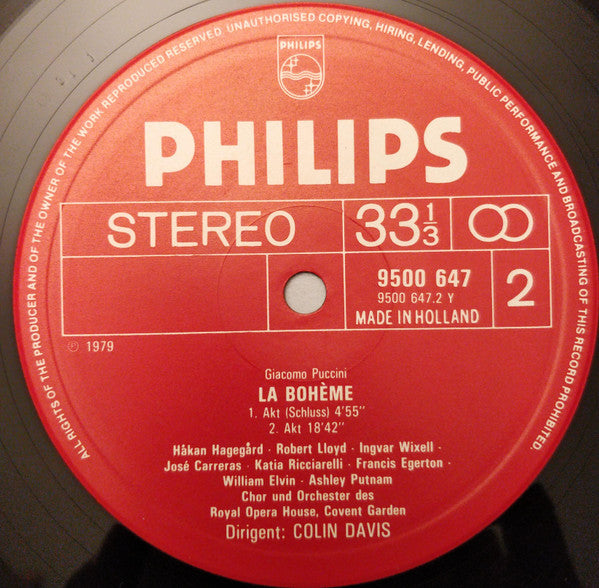 ALL RIGHTS OF THE PRODUCER AND OF THE OWNER OF THE WORK REPRODUCED RESERVED. UNAUTHORISED COPYING, HIRING, LENDING, PUBLIC PERFORMANCE AND BROADCASTING OF THIS RECORD PROHIBITED.
PHILIPS
PHILIPS
STEREO
33 1/3
9500 647
9500 647.2 Y
MADE IN HOLLAND
2
℗ 1979
Giacomo Puccini
LA BOHÈME
1. Akt (Schluss) 4'55"
2. Akt 18'42"
Håkan Hagegård · Robert Lloyd · Ingvar Wixell ·
José Carreras · Katia Ricciarelli · Francis Egerton ·
William Elvin · Ashley Putnam
Chor und Orchester des
Royal Opera House, Covent Garden
Dirigent: COLIN DAVIS